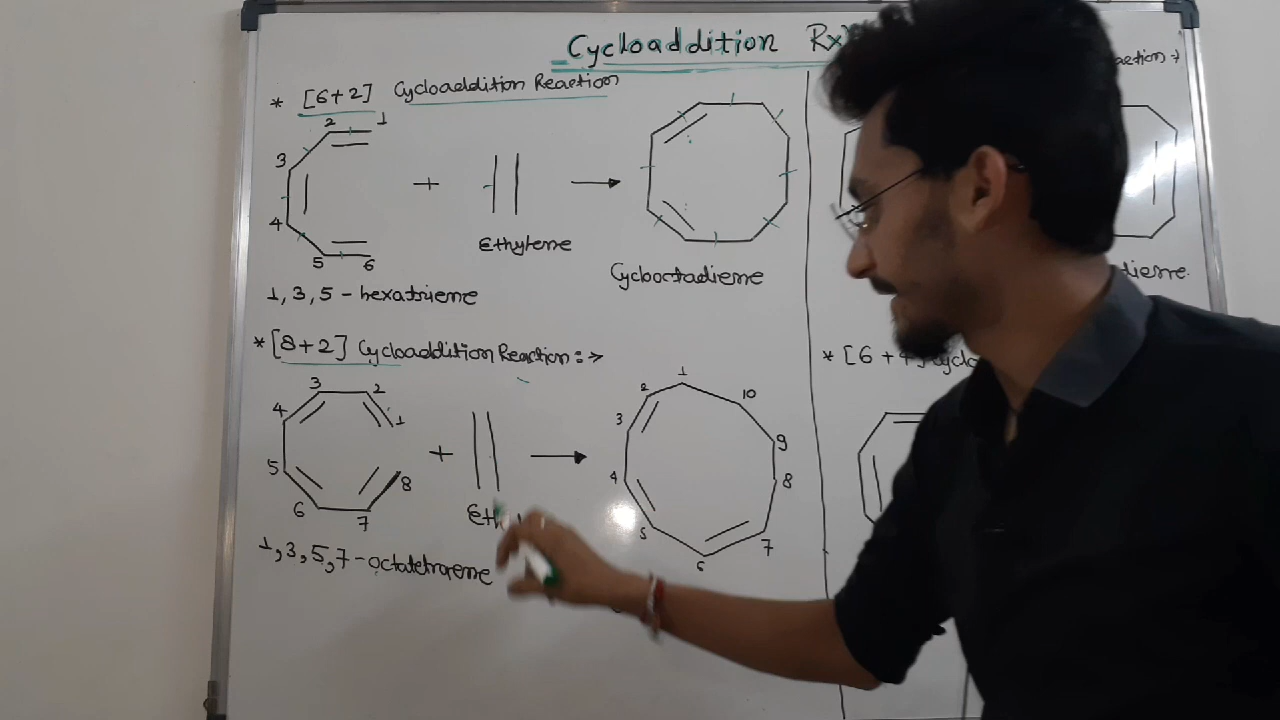 Cycloaddition Rx
* [6+2] Cycloaddition Reaction
2 1
3
4
5 6
+
Ethylene
Cyclooctadiene
1, 3, 5 - hexatriene
* [8+2] Cycloaddition Reaction :->
3 2
4 1
5 8
6 7
+
1, 3, 5, 7 - octatetraene
1
2 10
3 9
4 8
5 7
6
* [6+4]